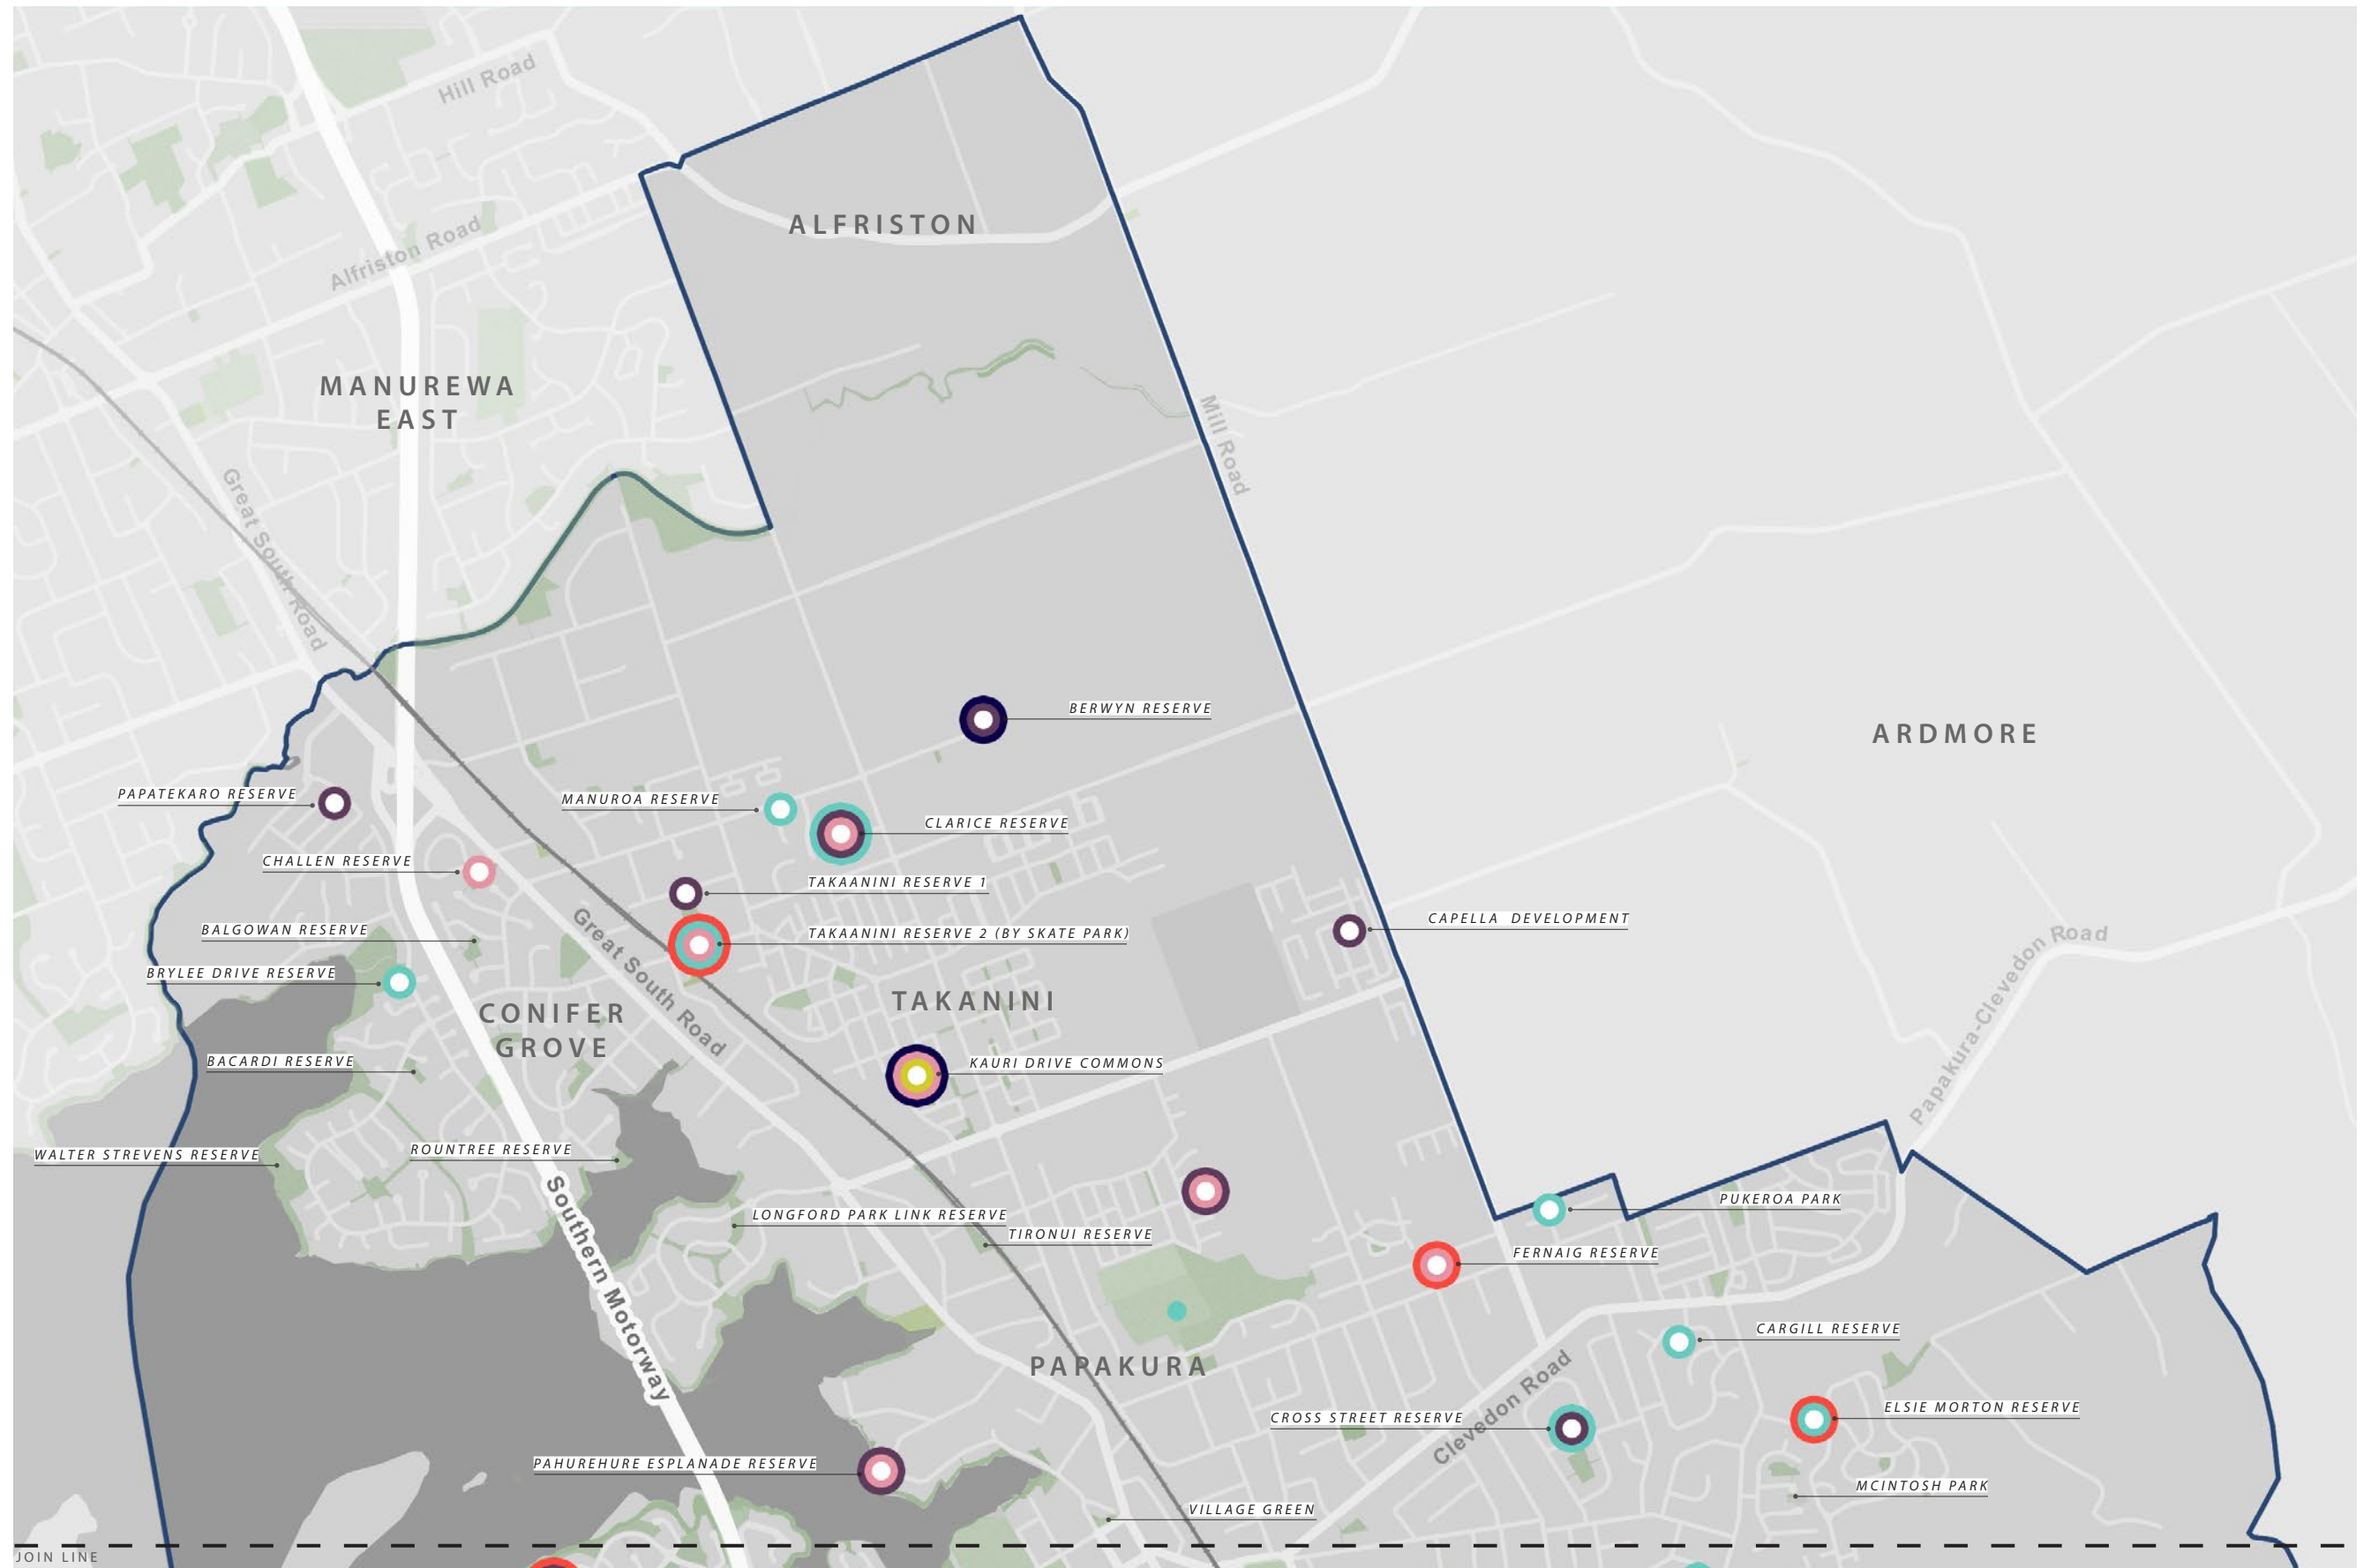 Hill Road
ALFRISTON
Alfriston Road
MANUREWA
EAST
Mill Road
Great South Road
BERWYN RESERVE
ARDMORE
PAPATEKARO RESERVE
MANUROA RESERVE
CLARICE RESERVE
CHALLEN RESERVE
TAKAANINI RESERVE 1
CAPELLA DEVELOPMENT
BALGOWAN RESERVE
TAKAANINI RESERVE 2 (BY SKATE PARK)
Great South Road
Papakura-Clevedon Road
BRYLEE DRIVE RESERVE
TAKANINI
CONIFER
GROVE
BACARDI RESERVE
KAURI DRIVE COMMONS
WALTER STREVENS RESERVE
ROUNTREE RESERVE
PUKEROA PARK
LONGFORD PARK LINK RESERVE
TIRONUI RESERVE
FERNAIG RESERVE
Southern Motorway
CARGILL RESERVE
PAPAKURA
Clevedon Road
ELSIE MORTON RESERVE
CROSS STREET RESERVE
PAHUREHURE ESPLANADE RESERVE
MCINTOSH PARK
VILLAGE GREEN
JOIN LINE